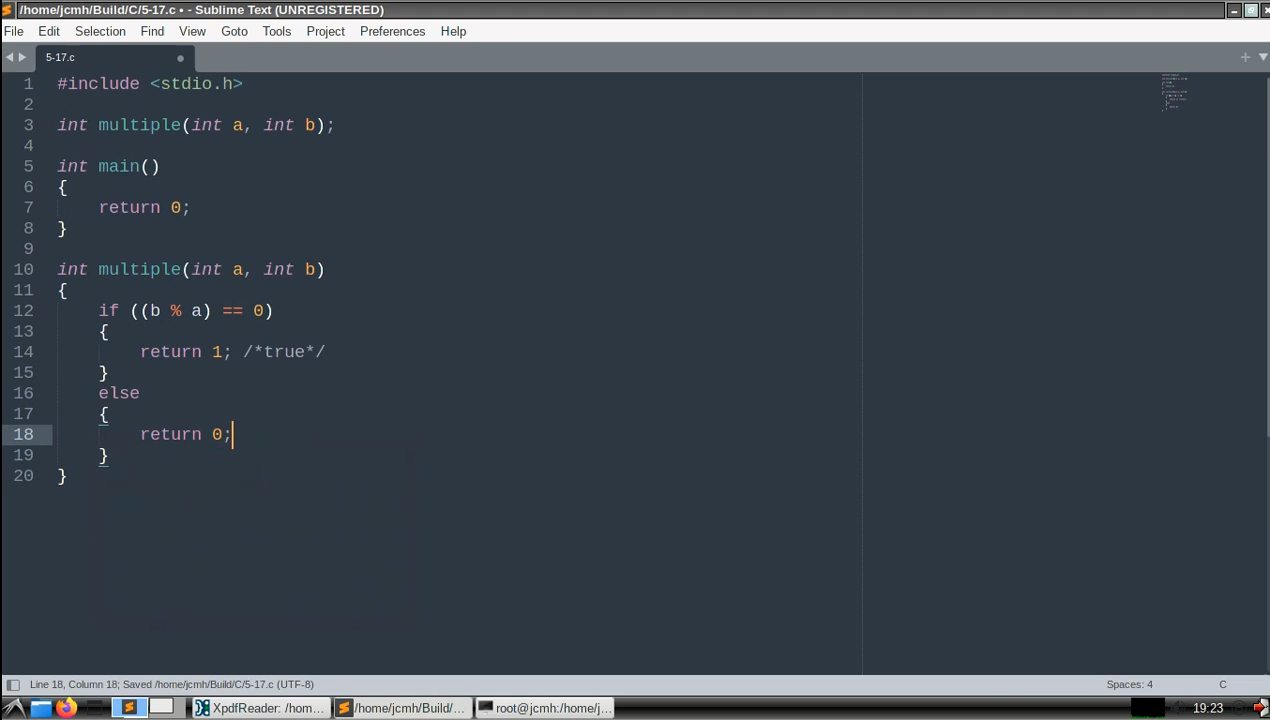 /home/jcmh/Build/C/5-17.c • - Sublime Text (UNREGISTERED)
File Edit Selection Find View Goto Tools Project Preferences Help
5-17.c
1 #include <stdio.h>
2
3 int multiple(int a, int b);
4
5 int main()
6 {
7 return 0;
8 }
9
10 int multiple(int a, int b)
11 {
12 if ((b % a) == 0)
13 {
14 return 1; /*true*/
15 }
16 else
17 {
18 return 0;
19 }
20 }
Line 18, Column 18; Saved /home/jcmh/Build/C/5-17.c (UTF-8) Spaces: 4 C
XpdfReader: /hom... /home/jcmh/Build/... root@jcmh:/home/j... 19:23